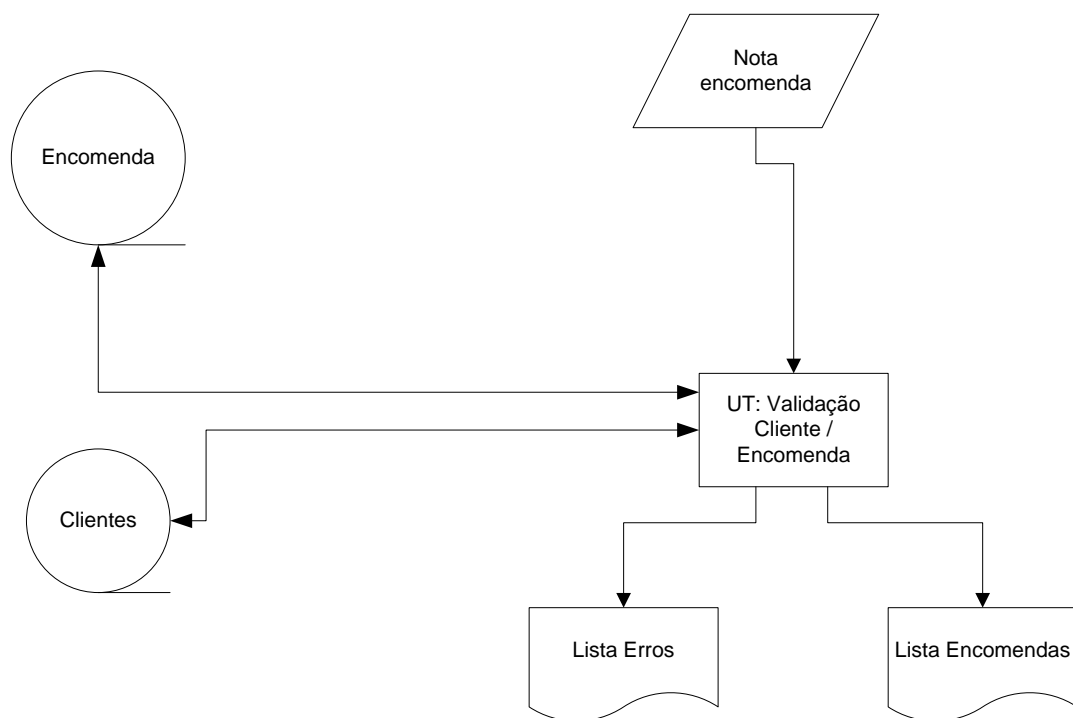 Nota
encomenda
Encomenda
UT: Validação
Cliente /
Encomenda
Clientes
Lista Erros
Lista Encomendas